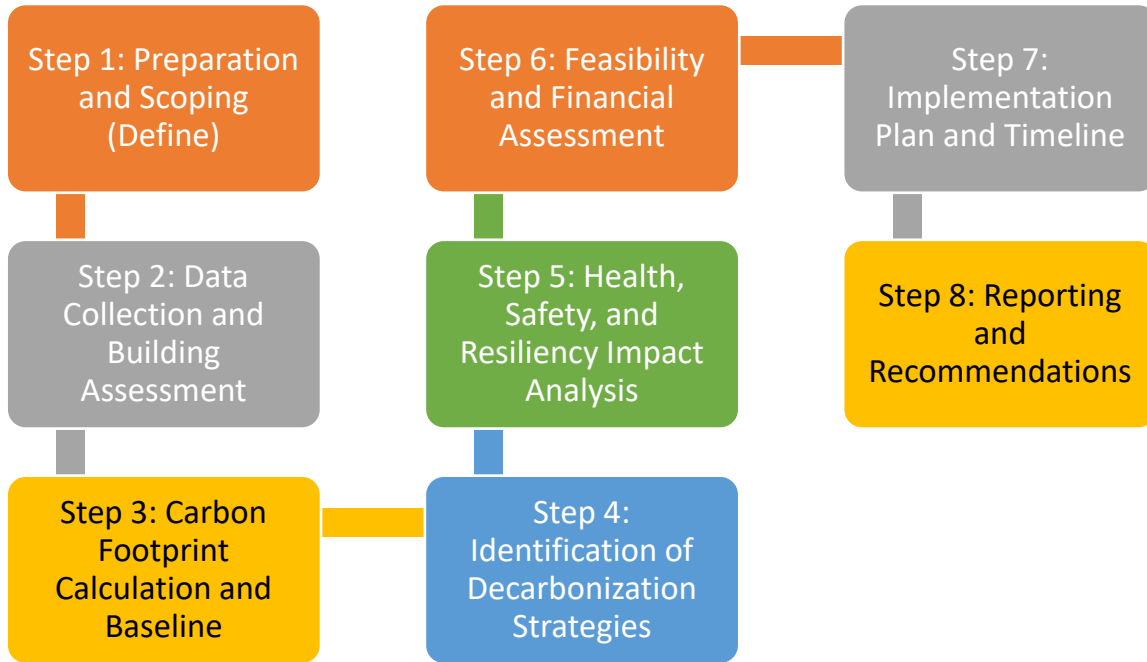 Step 1: Preparation
and Scoping
(Define)
Step 2: Data
Collection and
Building
Assessment
Step 3: Carbon
Footprint
Calculation and
Baseline
Step 4:
Identification of
Decarbonization
Strategies
Step 5: Health,
Safety, and
Resiliency Impact
Analysis
Step 6: Feasibility
and Financial
Assessment
Step 7:
Implementation
Plan and Timeline
Step 8: Reporting
and
Recommendations